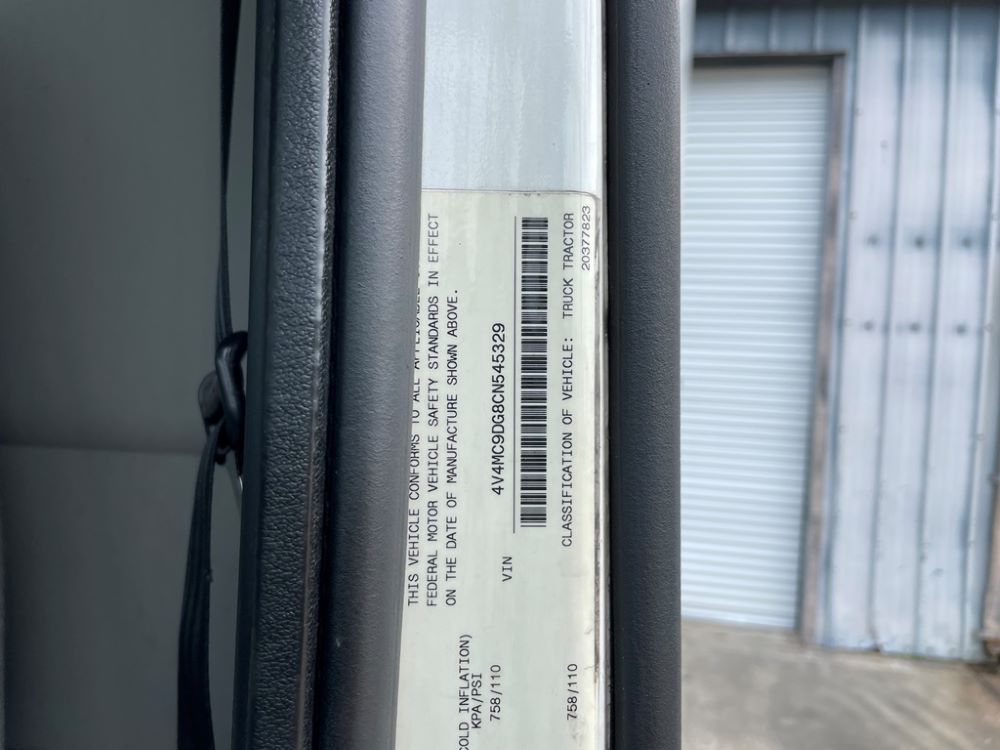 THIS VEHICLE CONFORMS TO ALL
FEDERAL MOTOR VEHICLE SAFETY STANDARDS IN EFFECT
ON THE DATE OF MANUFACTURE SHOWN ABOVE.
COLD INFLATION)
KPA/PSI
758/110
VIN 4V4MC9DG8CN545329
CLASSIFICATION OF VEHICLE: TRUCK TRACTOR
758/110
20377823